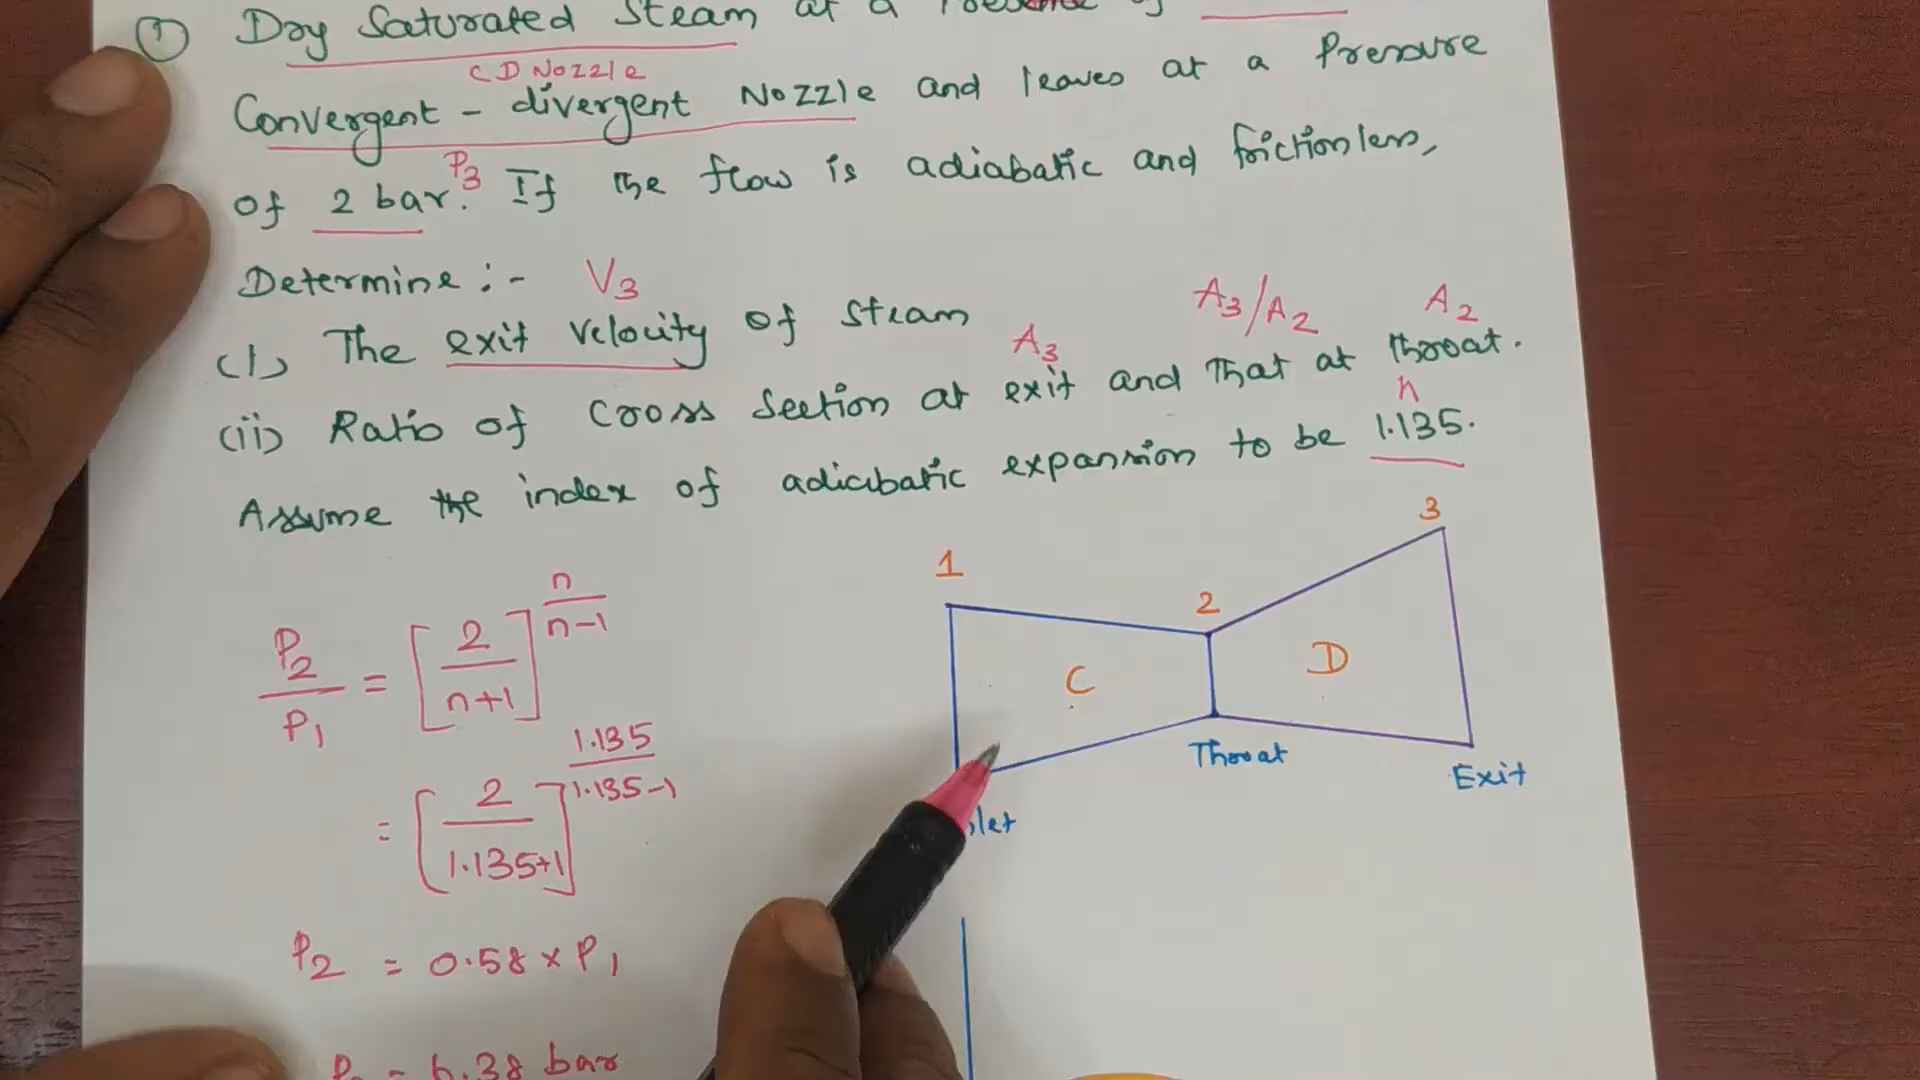 1 Dry Saturated Steam at a
CD Nozzle
Convergent - divergent Nozzle and leaves at a Pressure
P3
of 2 bar. If the flow is adiabatic and frictionless,
Determine :- V3
(i) The exit velocity of steam
A3 A3/A2 A2
(ii) Ratio of Cross Section at exit and that at throat.
n
Assume the index of adiabatic expansion to be 1.135.
P2/P1 = [2/n+1] n/n-1
= [2/1.135+1] 1.135/1.135-1
P2 = 0.58 × P1
6.38 bar
1 2 3
C D
Throat
Exit